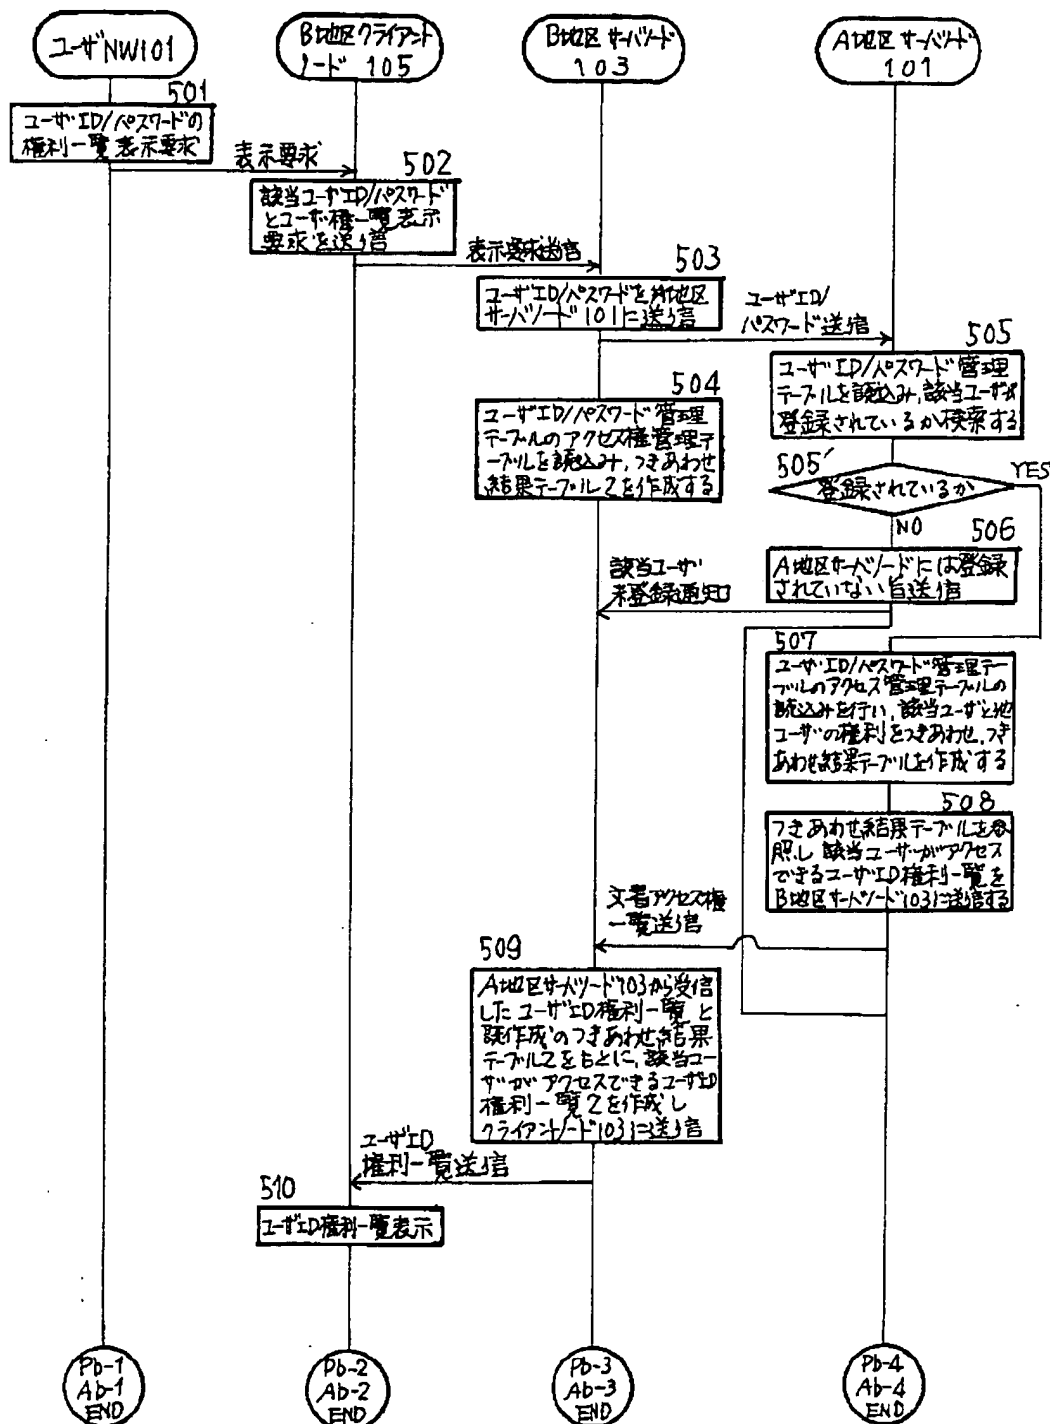 ユーザNW101
B地区クライアント
ノード 105
B地区サーバノード
103
A地区サーバノード
101
501
ユーザID/パスワードの
権利一覧表示要求
表示要求
502
該当ユーザID/パスワード
とユーザ権一覧表示
要求を送信
表示要求送信
503
ユーザID/パスワードを
サーバノード101に送信
ユーザID/
パスワード送信
504
ユーザID/パスワード管理
テーブルのアクセス権管理テ
ーブルを読込み,つきあわせ
結果テーブル2を作成する
505
ユーザID/パスワード管理
テーブルを読込み,該当ユーザが
登録されているか検索する
505'
登録されているか
YES
NO
506
A地区サーバノードには登録
されていない旨送信
該当ユーザ
未登録通知
507
ユーザID/パスワード管理テー
ブルのアクセス管理テーブルの
読込みを行い,該当ユーザと他
ユーザの権利をつきあわせ,つき
あわせ結果テーブルを作成する
508
つきあわせ結果テーブルを参
照し 該当ユーザがアクセス
できるユーザID権利一覧を
B地区サーバノード103に送信する
文書アクセス権
一覧送信
509
A地区サーバノード103から受信
したユーザID権利一覧と
既作成のつきあわせ結果
テーブル2をもとに,該当ユー
ザがアクセスできるユーザID
権利一覧2を作成し
クライアントノード103に送信
ユーザID
権利一覧送信
510
ユーザID権利一覧表示
Pb-1
Ab-1
END
Pb-2
Ab-2
END
Pb-3
Ab-3
END
Pb-4
Ab-4
END